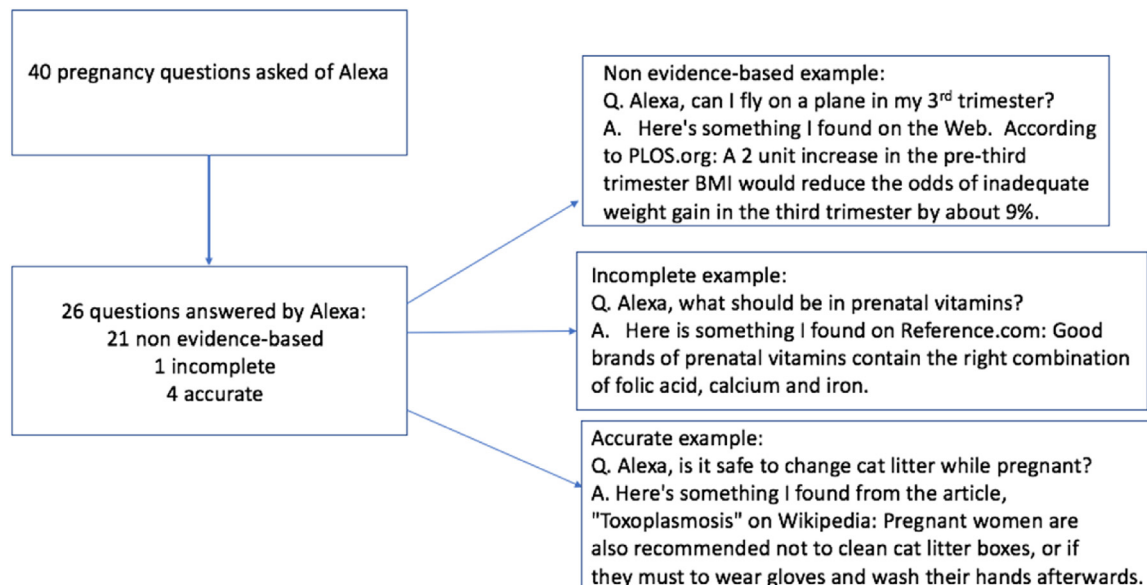 40 pregnancy questions asked of Alexa
26 questions answered by Alexa:
21 non evidence-based
1 incomplete
4 accurate
Non evidence-based example:
Q. Alexa, can I fly on a plane in my 3rd trimester?
A. Here's something I found on the Web. According
to PLOS.org: A 2 unit increase in the pre-third
trimester BMI would reduce the odds of inadequate
weight gain in the third trimester by about 9%.
Incomplete example:
Q. Alexa, what should be in prenatal vitamins?
A. Here is something I found on Reference.com: Good
brands of prenatal vitamins contain the right combination
of folic acid, calcium and iron.
Accurate example:
Q. Alexa, is it safe to change cat litter while pregnant?
A. Here's something I found from the article,
"Toxoplasmosis" on Wikipedia: Pregnant women are
also recommended not to clean cat litter boxes, or if
they must to wear gloves and wash their hands afterwards.